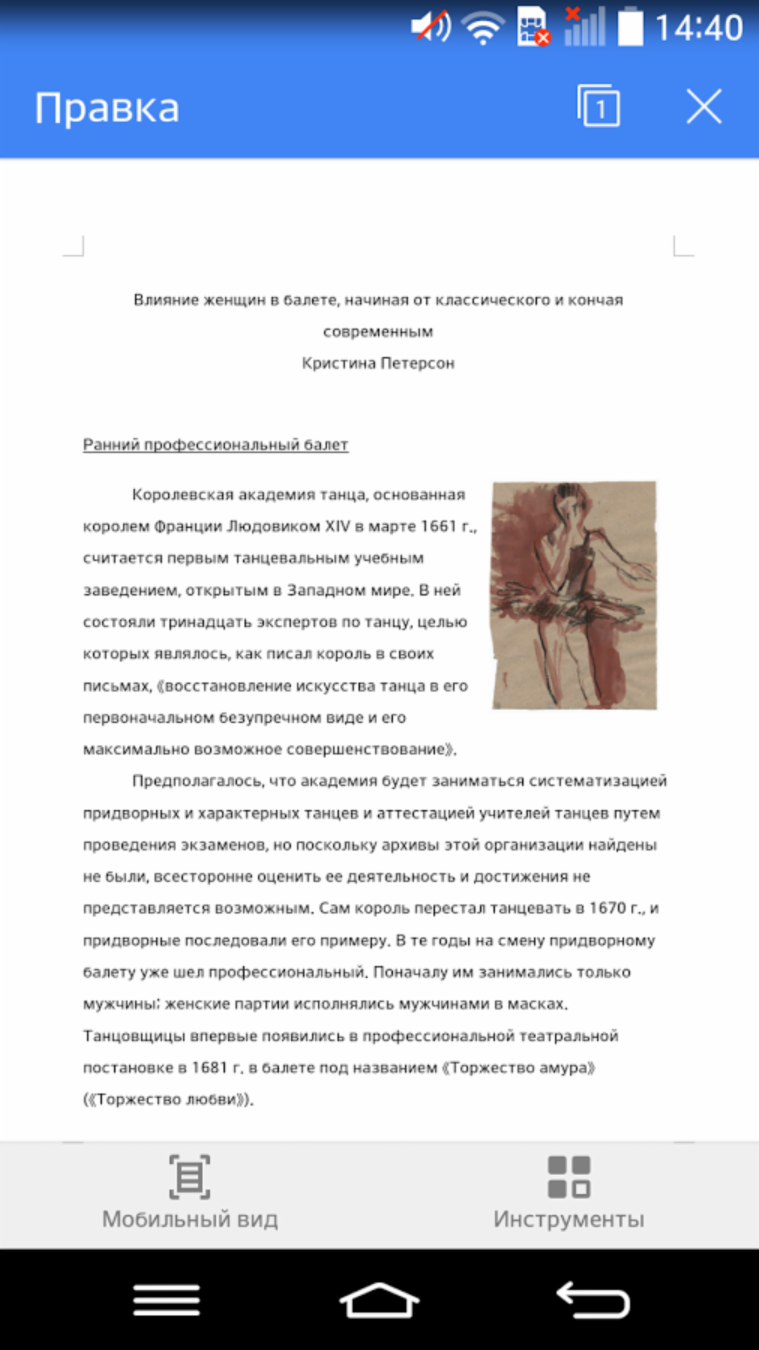 14:40
Правка
1
Влияние женщин в балете, начиная от классического и кончая
современным
Кристина Петерсон
Ранний профессиональный балет
Королевская академия танца, основанная
королем Франции Людовиком XIV в марте 1661 г.,
считается первым танцевальным учебным
заведением, открытым в Западном мире. В ней
состояли тринадцать экспертов по танцу, целью
которых являлось, как писал король в своих
письмах, 《восстановление искусства танца в его
первоначальном безупречном виде и его
максимально возможное совершенствование》.
Предполагалось, что академия будет заниматься систематизацией
придворных и характерных танцев и аттестацией учителей танцев путем
проведения экзаменов, но поскольку архивы этой организации найдены
не были, всесторонне оценить ее деятельность и достижения не
представляется возможным. Сам король перестал танцевать в 1670 г., и
придворные последовали его примеру. В те годы на смену придворному
балету уже шел профессиональный. Поначалу им занимались только
мужчины; женские партии исполнялись мужчинами в масках.
Танцовщицы впервые появились в профессиональной театральной
постановке в 1681 г. в балете под названием 《Торжество амура》
(《Торжество любви》).
Мобильный вид
Инструменты